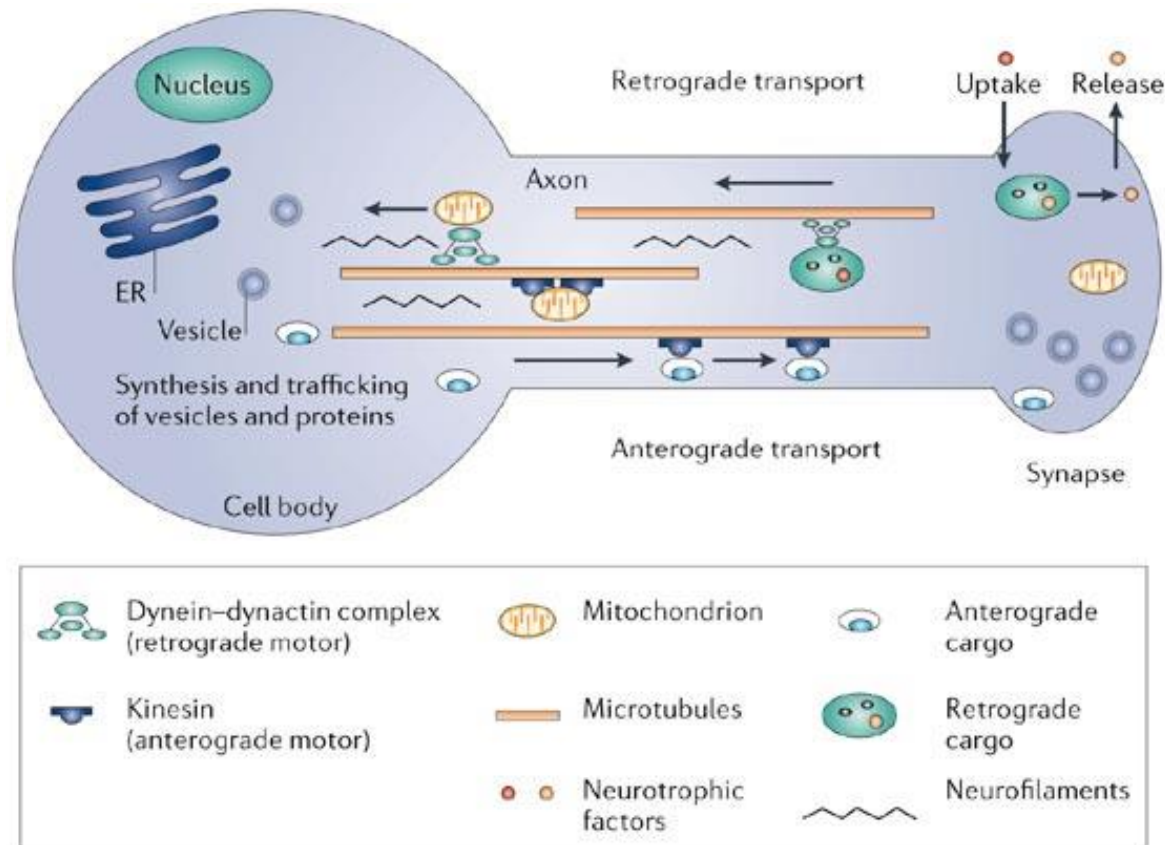 Nucleus
Retrograde transport
Uptake
Release
Axon
ER
Vesicle
Synthesis and trafficking
of vesicles and proteins
Anterograde transport
Synapse
Cell body
Dynein–dynactin complex
(retrograde motor)
Mitochondrion
Anterograde
cargo
Kinesin
(anterograde motor)
Microtubules
Retrograde
cargo
Neurotrophic
factors
Neurofilaments